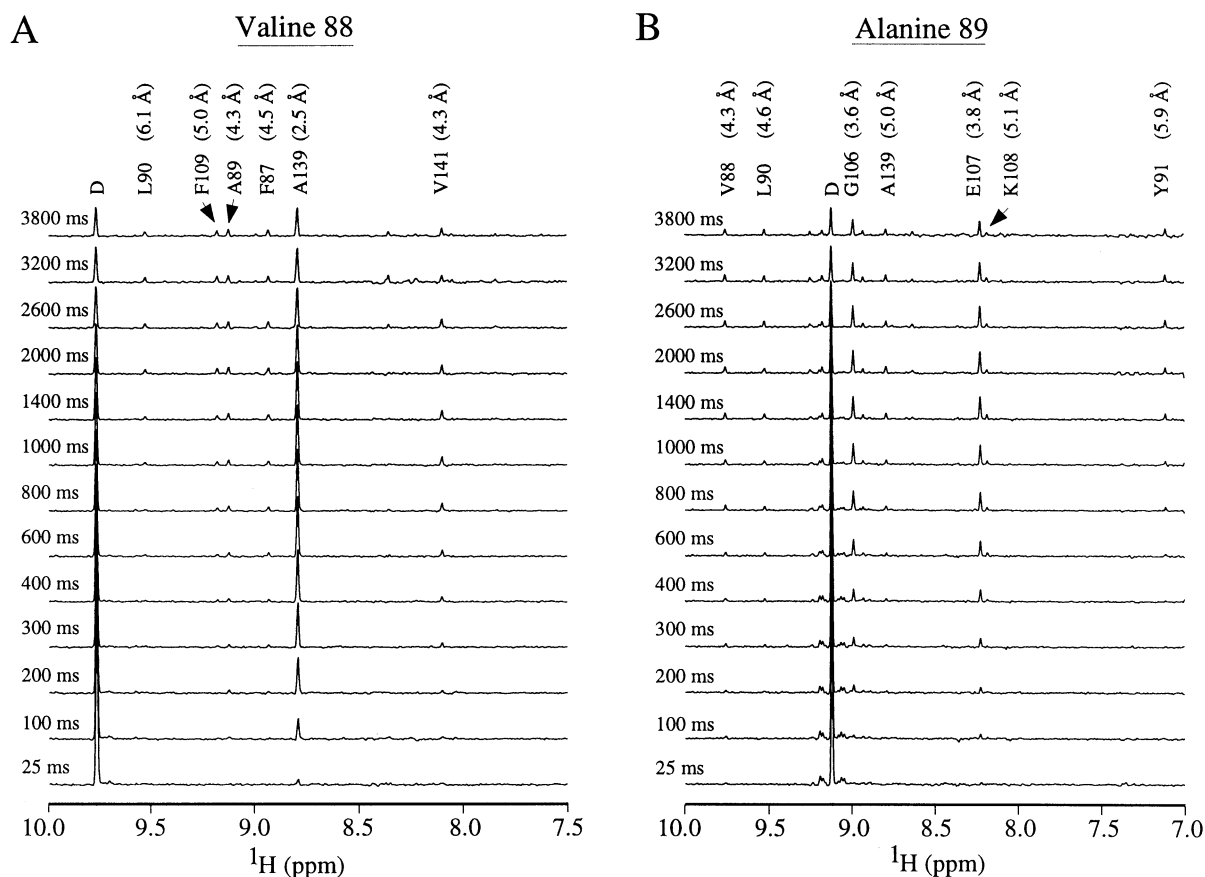 A
Valine 88
L90 (6.1 Å)
F109 (5.0 Å)
A89 (4.3 Å)
F87 (4.5 Å)
A139 (2.5 Å)
V141 (4.3 Å)
D
3800 ms
3200 ms
2600 ms
2000 ms
1400 ms
1000 ms
800 ms
600 ms
400 ms
300 ms
200 ms
100 ms
25 ms
10.0 9.5 9.0 8.5 8.0 7.5
1H (ppm)
B
Alanine 89
V88 (4.3 Å)
L90 (4.6 Å)
D
G106 (3.6 Å)
A139 (5.0 Å)
E107 (3.8 Å)
K108 (5.1 Å)
Y91 (5.9 Å)
3800 ms
3200 ms
2600 ms
2000 ms
1400 ms
1000 ms
800 ms
600 ms
400 ms
300 ms
200 ms
100 ms
25 ms
10.0 9.5 9.0 8.5 8.0 7.5 7.0
1H (ppm)